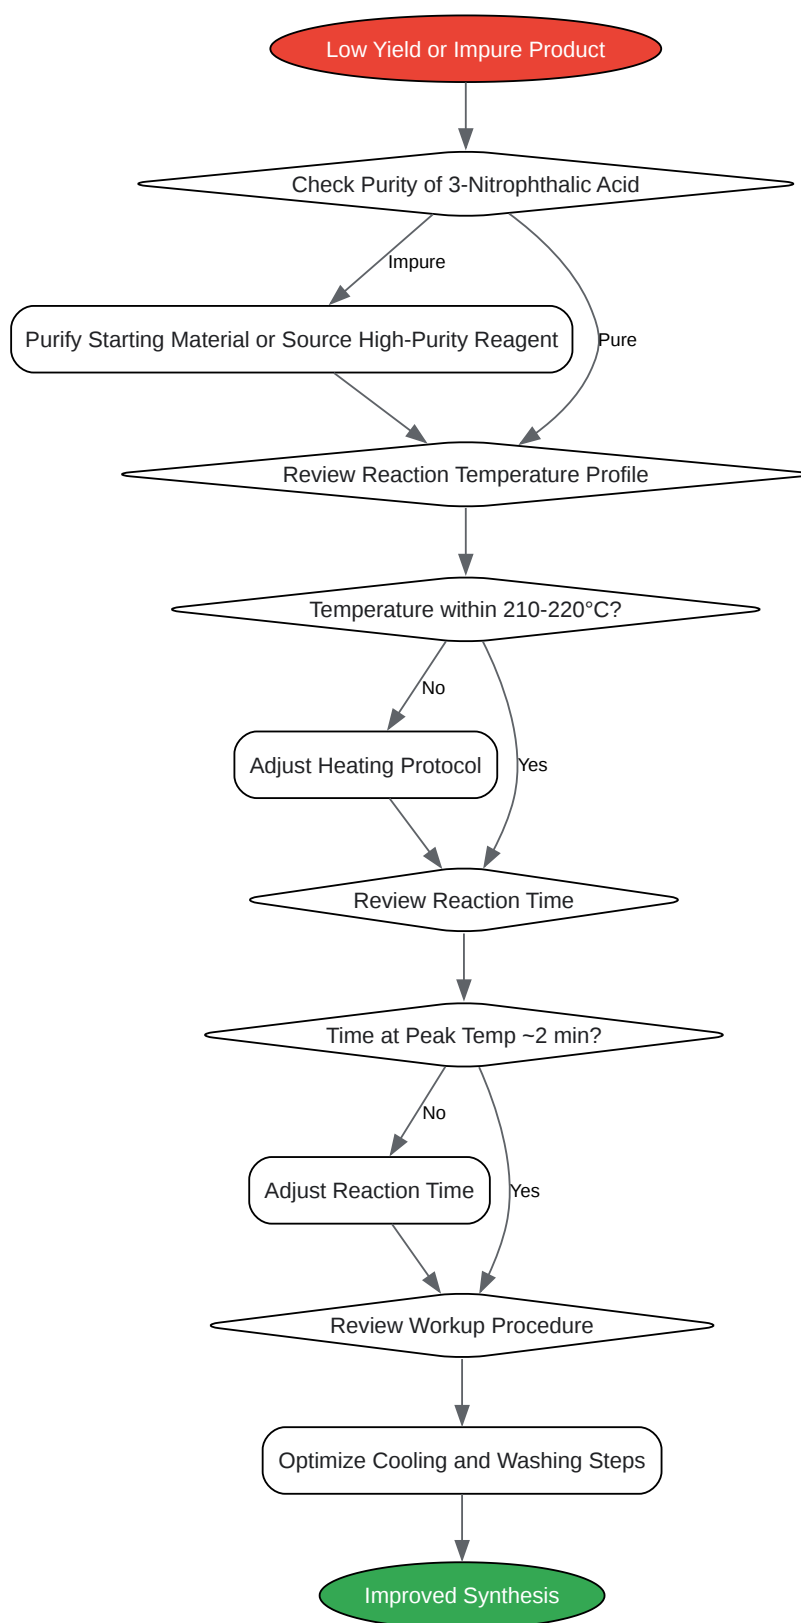 Low Yield or Impure Product
Check Purity of 3-Nitrophthalic Acid
Impure
Purify Starting Material or Source High-Purity Reagent
Pure
Review Reaction Temperature Profile
Temperature within 210-220°C?
No
Adjust Heating Protocol
Yes
Review Reaction Time
Time at Peak Temp ~2 min?
No
Adjust Reaction Time
Yes
Review Workup Procedure
Optimize Cooling and Washing Steps
Improved Synthesis